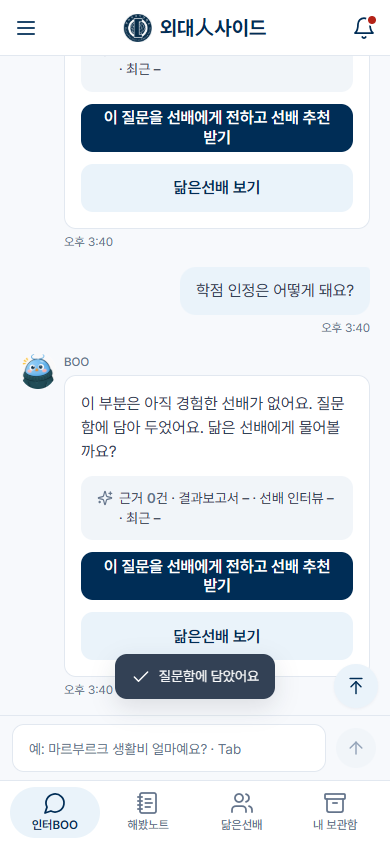 외대人사이드
· 최근 –
이 질문을 선배에게 전하고 선배 추천
받기
닮은선배 보기
오후 3:40
학점 인정은 어떻게 돼요?
오후 3:40
BOO
이 부분은 아직 경험한 선배가 없어요. 질문
함에 담아 두었어요. 닮은 선배에게 물어볼
까요?
근거 0건 · 결과보고서 – · 선배 인터뷰 –
· 최근 –
이 질문을 선배에게 전하고 선배 추천
받기
닮은선배 보기
질문함에 담았어요
오후 3:40
예: 마르부르크 생활비 얼마예요? · Tab
인터BOO
해봤노트
닮은선배
내 보관함